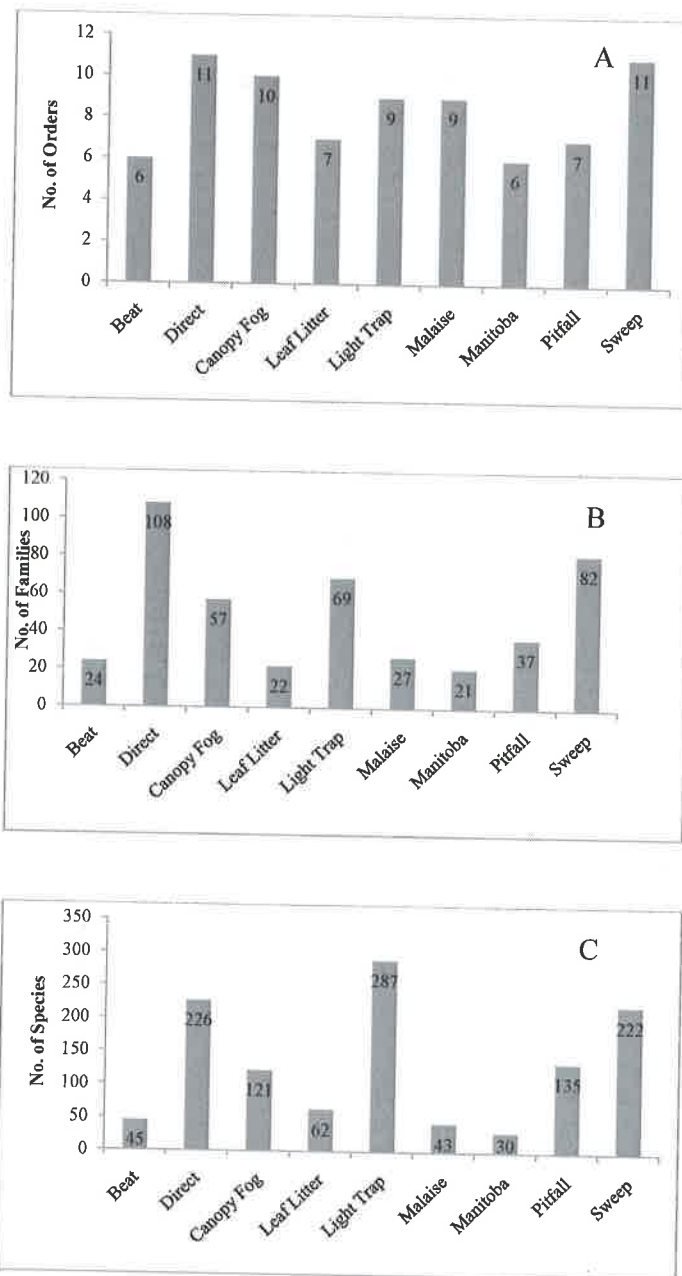 A
No. of Orders
12
10
8
6
4
2
0
6
11
10
7
9
9
6
7
11
Beat
Direct
Canopy Fog
Leaf Litter
Light Trap
Malaise
Manitoba
Pitfall
Sweep
B
No. of Families
120
100
80
60
40
20
0
24
108
57
22
69
27
21
37
82
Beat
Direct
Canopy Fog
Leaf Litter
Light Trap
Malaise
Manitoba
Pitfall
Sweep
C
No. of Species
350
300
250
200
150
100
50
0
45
226
121
62
287
43
30
135
222
Beat
Direct
Canopy Fog
Leaf Litter
Light Trap
Malaise
Manitoba
Pitfall
Sweep